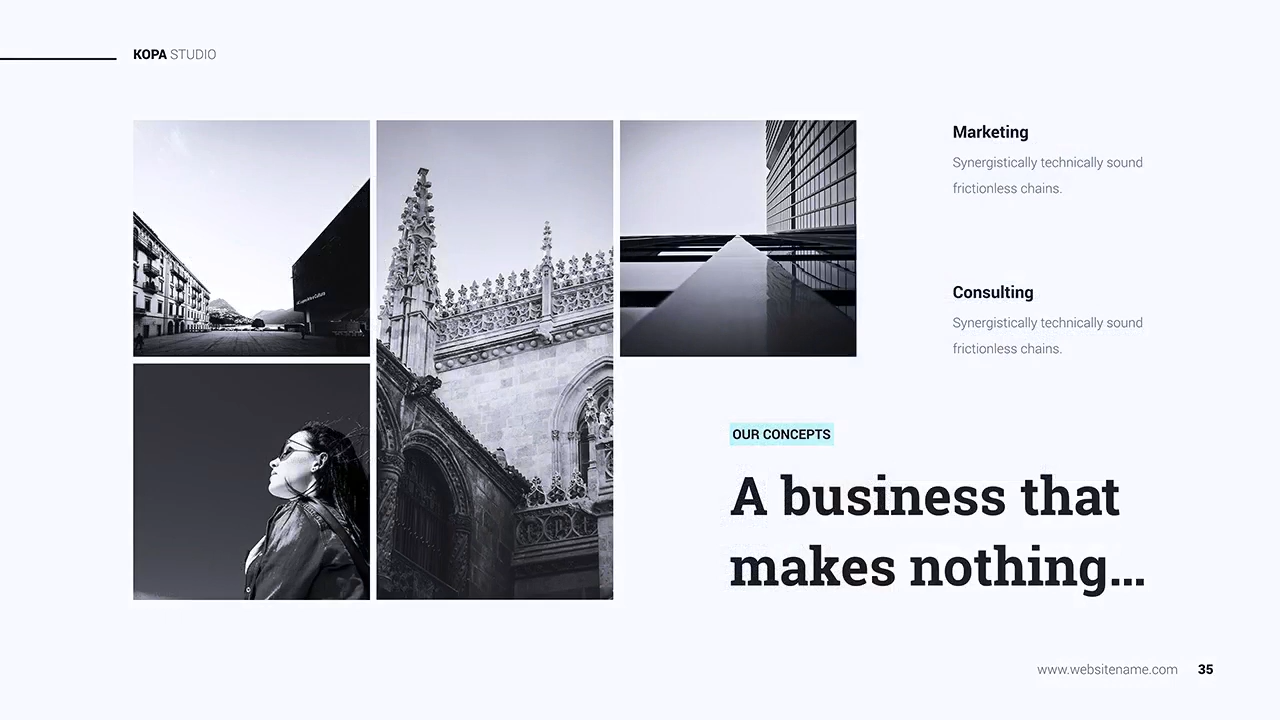 KOPA STUDIO
Marketing
Synergistically technically sound
frictionless chains.
Consulting
Synergistically technically sound
frictionless chains.
OUR CONCEPTS
A business that
makes nothing...
www.websitename.com 35